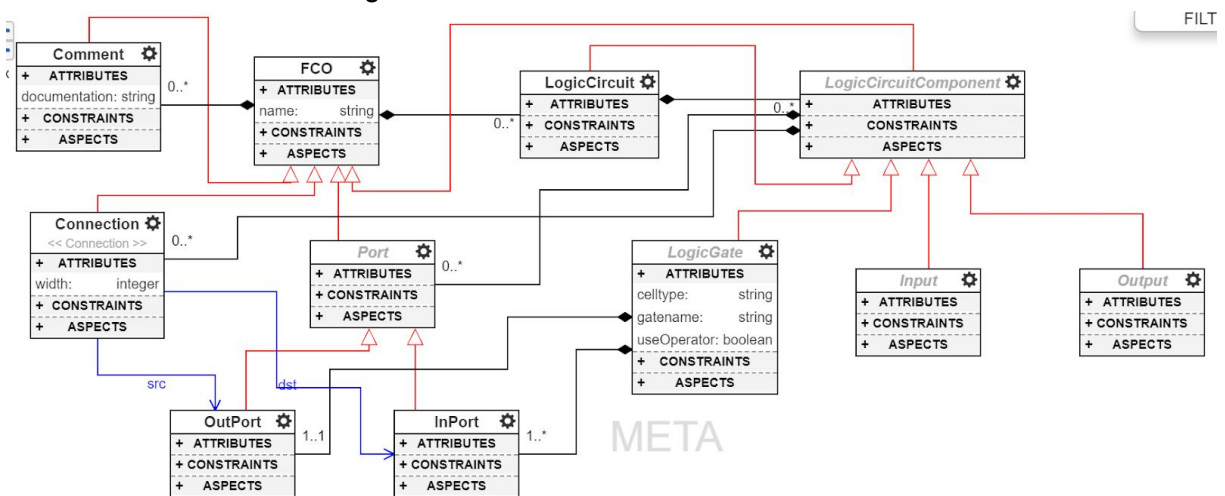 FILT
Comment
+ ATTRIBUTES
documentation: string
+ CONSTRAINTS
+ ASPECTS
0..*
FCO
+ ATTRIBUTES
name: string
+ CONSTRAINTS
+ ASPECTS
0..*
LogicCircuit
+ ATTRIBUTES
+ CONSTRAINTS
+ ASPECTS
0..*
LogicCircuitComponent
+ ATTRIBUTES
+ CONSTRAINTS
+ ASPECTS
Connection
<< Connection >>
+ ATTRIBUTES
width: integer
+ CONSTRAINTS
+ ASPECTS
0..*
Port
+ ATTRIBUTES
+ CONSTRAINTS
+ ASPECTS
0..*
LogicGate
+ ATTRIBUTES
celltype: string
gatename: string
useOperator: boolean
+ CONSTRAINTS
+ ASPECTS
Input
+ ATTRIBUTES
+ CONSTRAINTS
+ ASPECTS
Output
+ ATTRIBUTES
+ CONSTRAINTS
+ ASPECTS
src
dst
OutPort
+ ATTRIBUTES
+ CONSTRAINTS
+ ASPECTS
1..1
InPort
+ ATTRIBUTES
+ CONSTRAINTS
+ ASPECTS
1..*
META